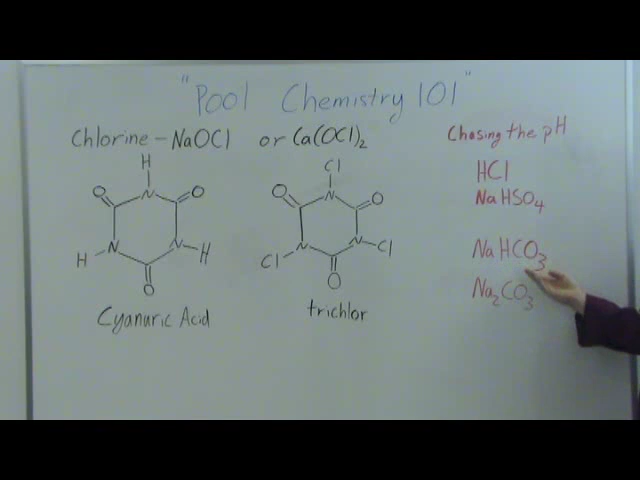 "Pool Chemistry 101"
Chlorine – NaOCl or Ca(OCl)₂
Chasing the pH
HCl
NaHSO₄
NaHCO₃
Na₂CO₃
H
O
N
O
H
N
N
H
O
Cyanuric Acid
Cl
O
N
O
Cl
N
N
Cl
O
trichlor